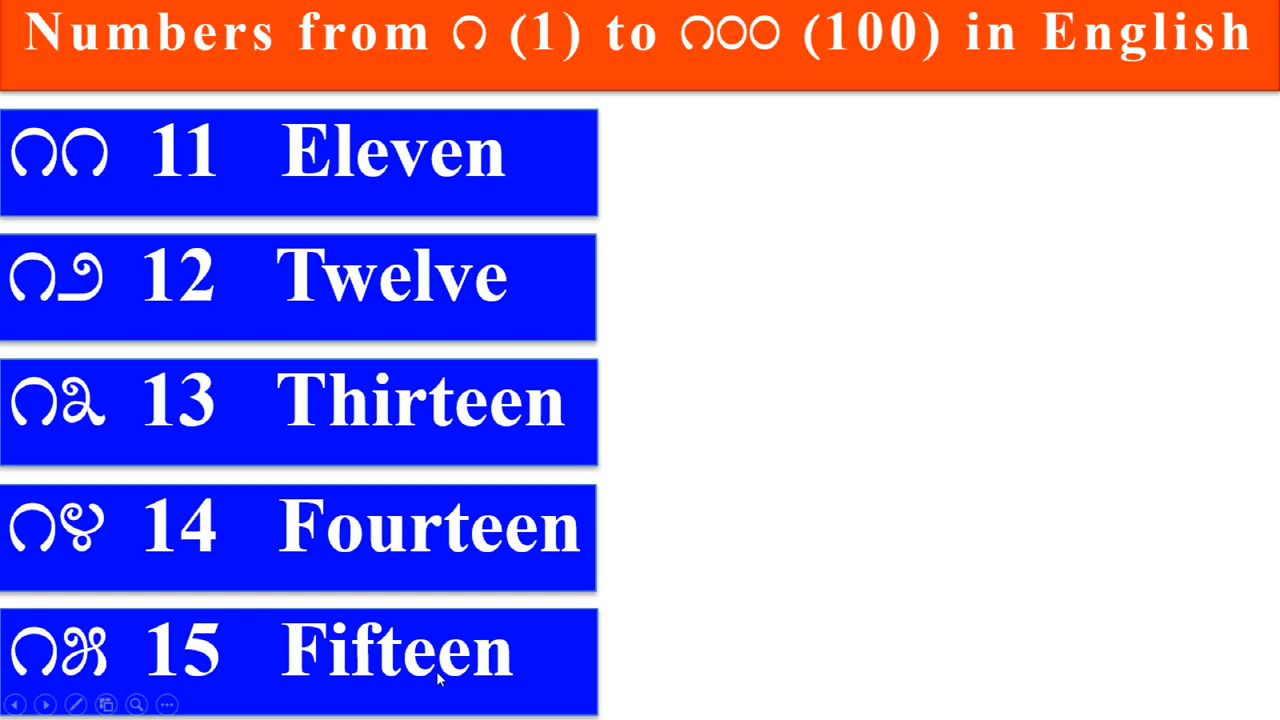 Numbers from ೧ (1) to ೧೦೦ (100) in English
೧೧ 11 Eleven
೧೨ 12 Twelve
೧೩ 13 Thirteen
೧೪ 14 Fourteen
೧೫ 15 Fifteen